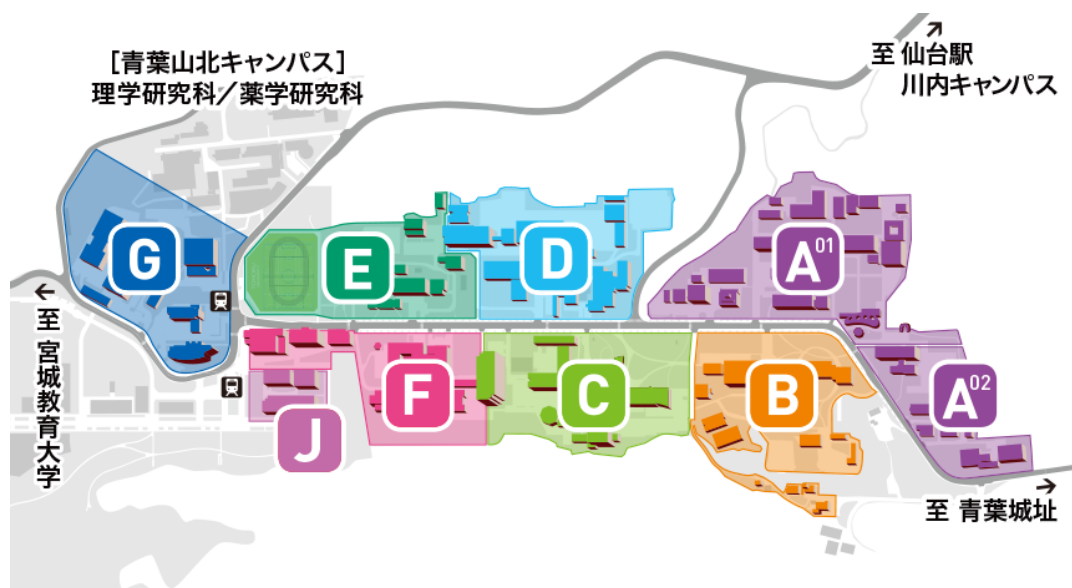 ［青葉山北キャンパス］
理学研究科／薬学研究科
至 仙台駅
川内キャンパス
G
E
D
A01
← 至 宮城教育大学
J
F
C
B
A02
至 青葉城址